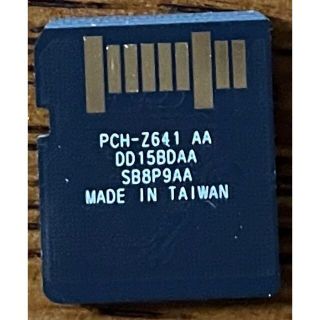 PCH-Z641 AA
DD15BDAA
SB8P9AA
MADE IN TAIWAN